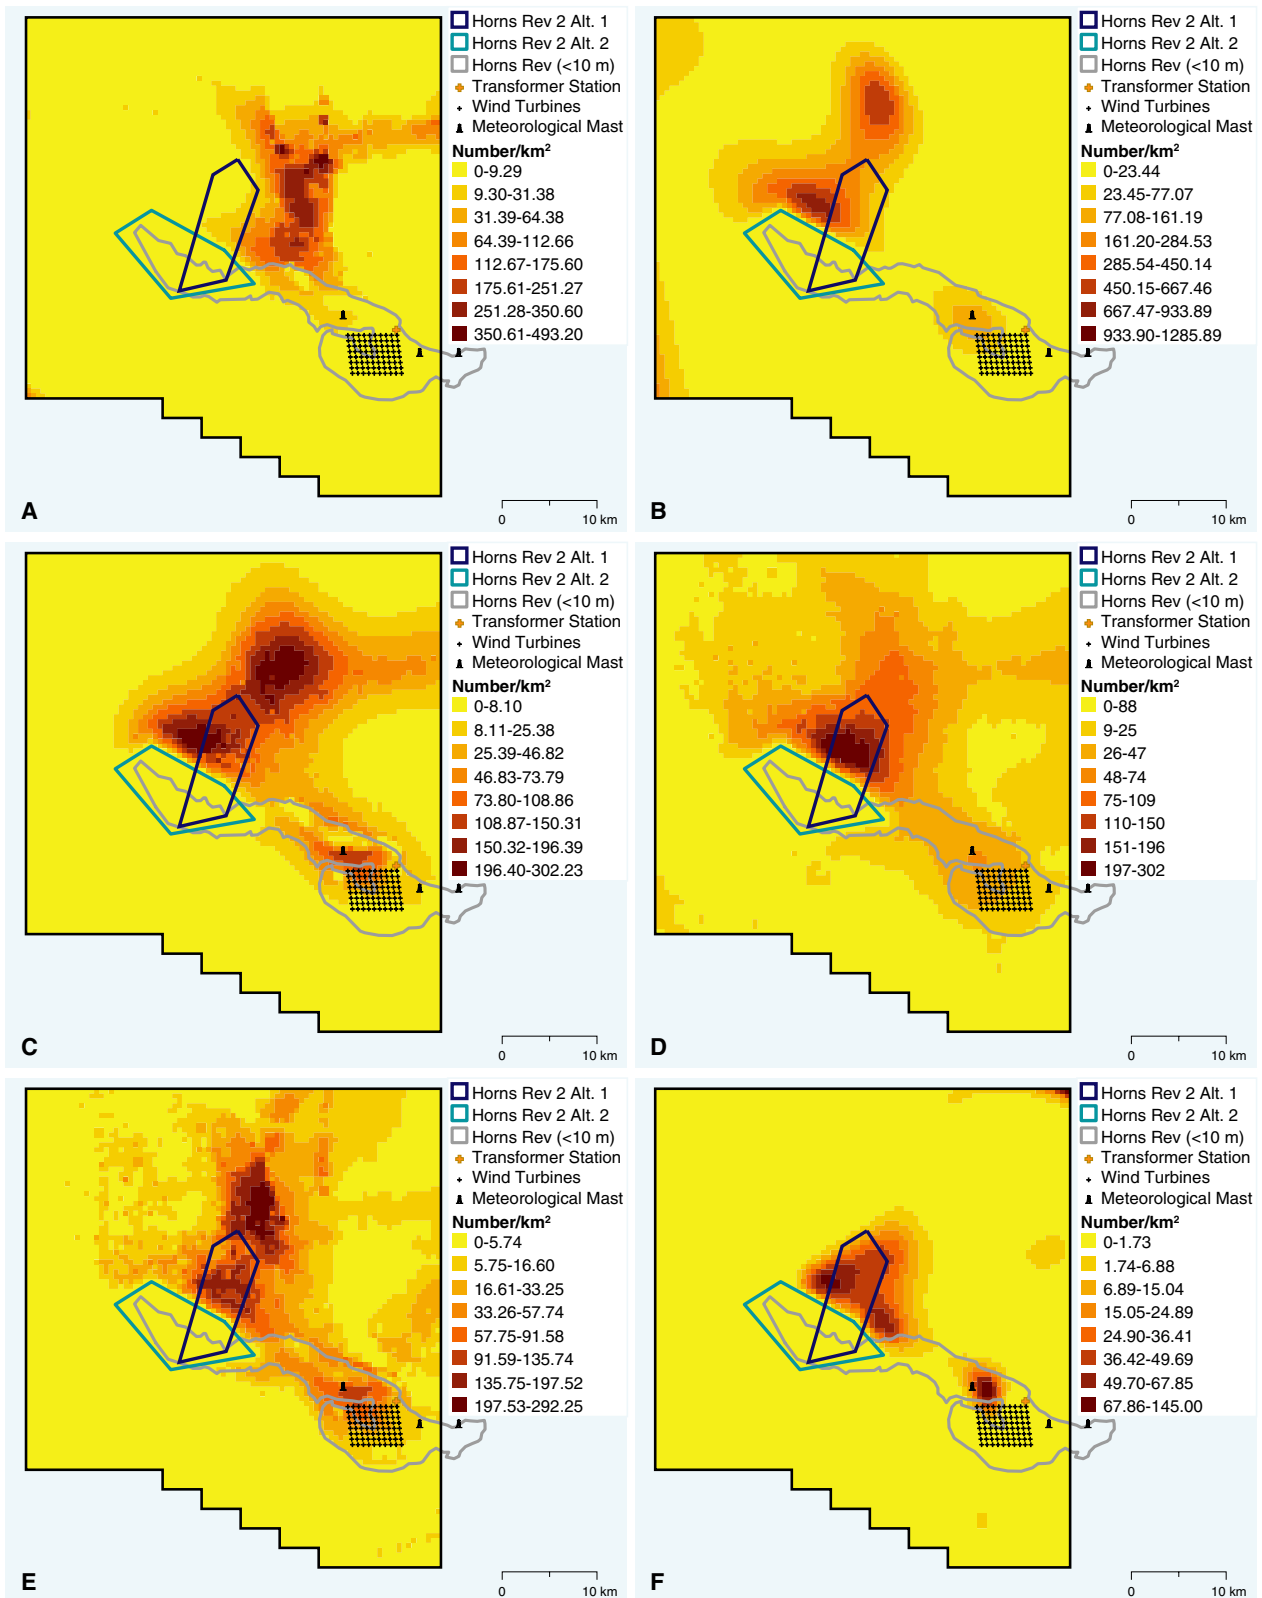 Horns Rev 2 Alt. 1
Horns Rev 2 Alt. 2
Horns Rev (<10 m)
Transformer Station
Wind Turbines
Meteorological Mast
Number/km²
0-9.29
9.30-31.38
31.39-64.38
64.39-112.66
112.67-175.60
175.61-251.27
251.28-350.60
350.61-493.20
A
0 10 km
Horns Rev 2 Alt. 1
Horns Rev 2 Alt. 2
Horns Rev (<10 m)
Transformer Station
Wind Turbines
Meteorological Mast
Number/km²
0-23.44
23.45-77.07
77.08-161.19
161.20-284.53
285.54-450.14
450.15-667.46
667.47-933.89
933.90-1285.89
B
0 10 km
Horns Rev 2 Alt. 1
Horns Rev 2 Alt. 2
Horns Rev (<10 m)
Transformer Station
Wind Turbines
Meteorological Mast
Number/km²
0-8.10
8.11-25.38
25.39-46.82
46.83-73.79
73.80-108.86
108.87-150.31
150.32-196.39
196.40-302.23
C
0 10 km
Horns Rev 2 Alt. 1
Horns Rev 2 Alt. 2
Horns Rev (<10 m)
Transformer Station
Wind Turbines
Meteorological Mast
Number/km²
0-88
9-25
26-47
48-74
75-109
110-150
151-196
197-302
D
0 10 km
Horns Rev 2 Alt. 1
Horns Rev 2 Alt. 2
Horns Rev (<10 m)
Transformer Station
Wind Turbines
Meteorological Mast
Number/km²
0-5.74
5.75-16.60
16.61-33.25
33.26-57.74
57.75-91.58
91.59-135.74
135.75-197.52
197.53-292.25
E
0 10 km
Horns Rev 2 Alt. 1
Horns Rev 2 Alt. 2
Horns Rev (<10 m)
Transformer Station
Wind Turbines
Meteorological Mast
Number/km²
0-1.73
1.74-6.88
6.89-15.04
15.05-24.89
24.90-36.41
36.42-49.69
49.70-67.85
67.86-145.00
F
0 10 km